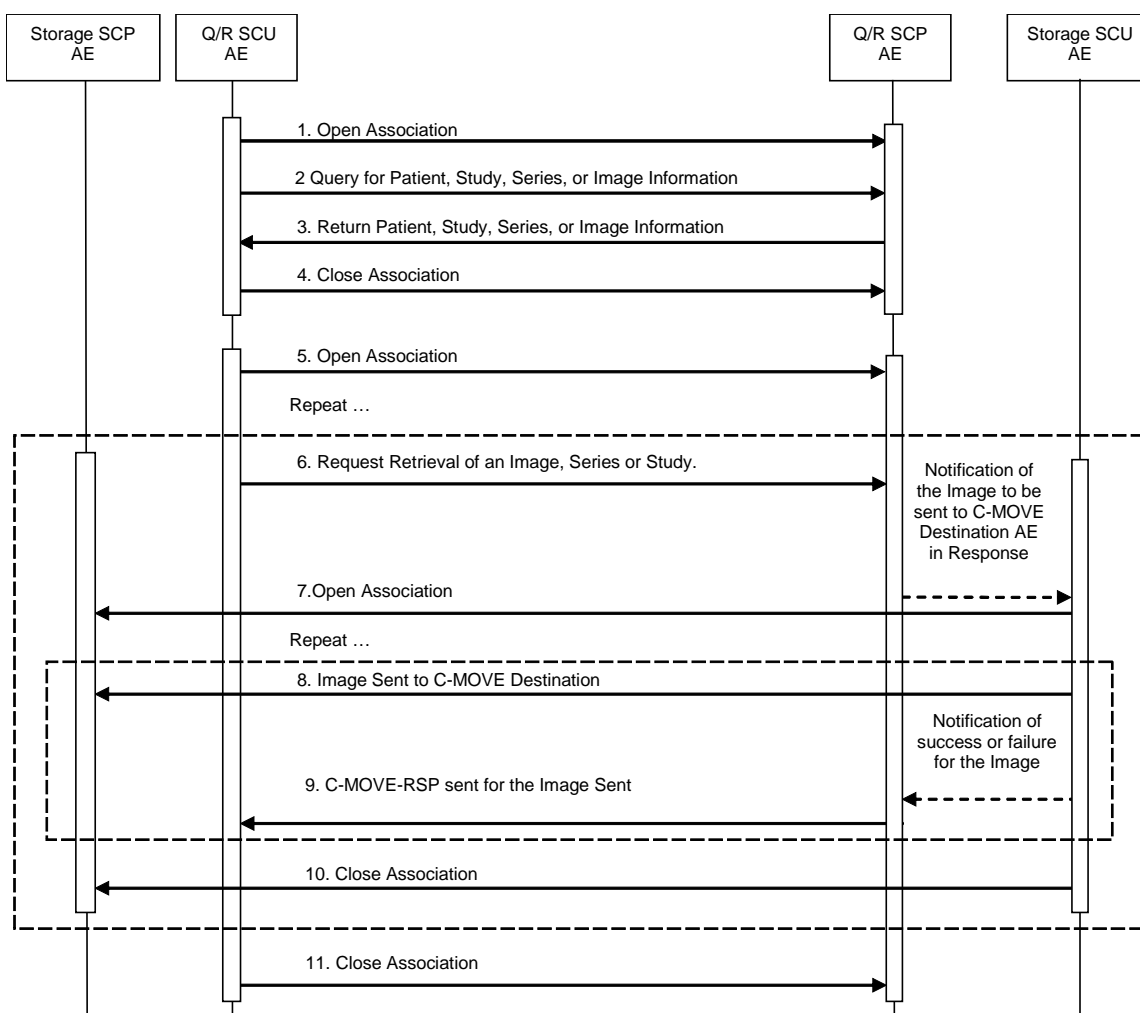 Storage SCP
AE
Q/R SCU
AE
Q/R SCP
AE
Storage SCU
AE
1. Open Association
2 Query for Patient, Study, Series, or Image Information
3. Return Patient, Study, Series, or Image Information
4. Close Association
5. Open Association
Repeat …
6. Request Retrieval of an Image, Series or Study.
Notification of
the Image to be
sent to C-MOVE
Destination AE
in Response
7.Open Association
Repeat …
8. Image Sent to C-MOVE Destination
Notification of
success or failure
for the Image
9. C-MOVE-RSP sent for the Image Sent
10. Close Association
11. Close Association